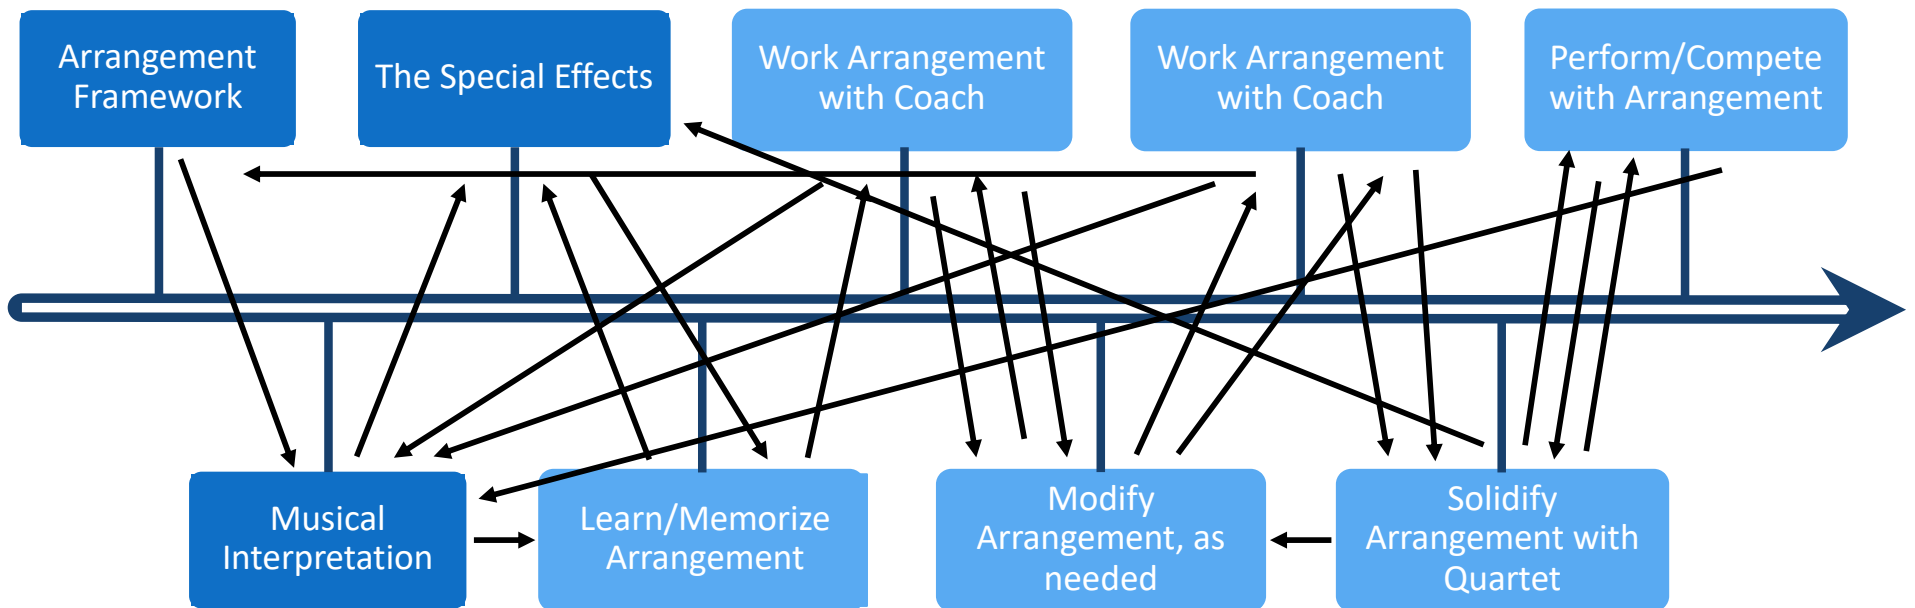 Arrangement
Framework
The Special Effects
Work Arrangement
with Coach
Work Arrangement
with Coach
Perform/Compete
with Arrangement
Musical
Interpretation
Learn/Memorize
Arrangement
Modify
Arrangement, as
needed
Solidify
Arrangement with
Quartet